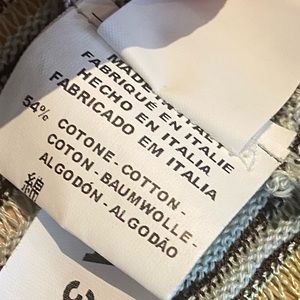 MADE IN ITALY
FABRIQUÉ EN ITALIE
HECHO EN ITALIA
FABRICADO EM ITALIA
54%
COTONE - COTTON -
COTON - BAUMWOLLE -
ALGODÓN - ALGODÃO
綿